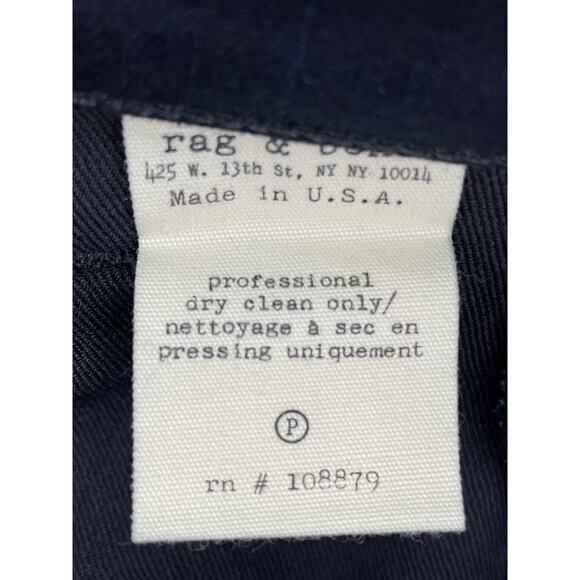 rag &
425 W. 13th St, NY NY 10014
Made in U.S.A.
professional
dry clean only/
nettoyage à sec en
pressing uniquement
P
rn # 108879